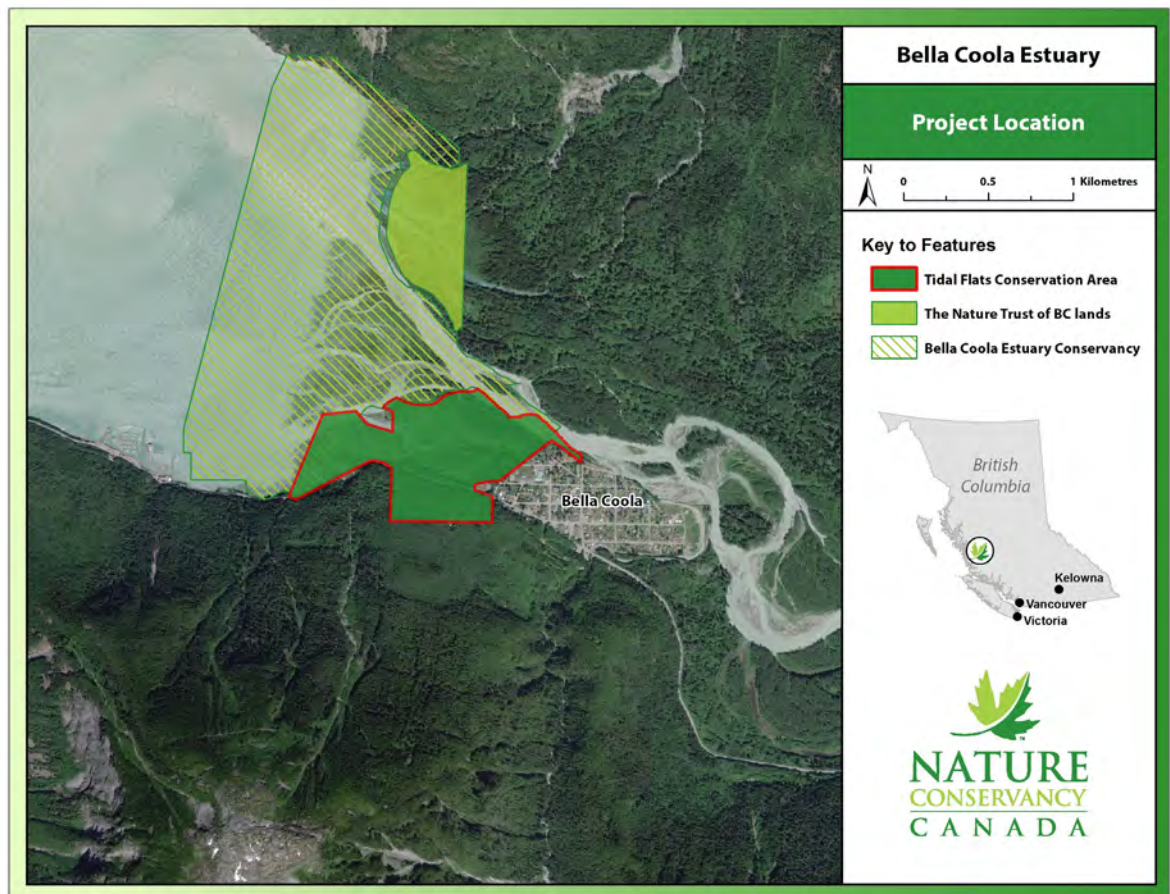 Bella Coola Estuary
Project Location
N
0 0.5 1 Kilometres
Key to Features
Tidal Flats Conservation Area
The Nature Trust of BC lands
Bella Coola Estuary Conservancy
Bella Coola
British
Columbia
Kelowna
Vancouver
Victoria
NATURE
CONSERVANCY
CANADA
TM